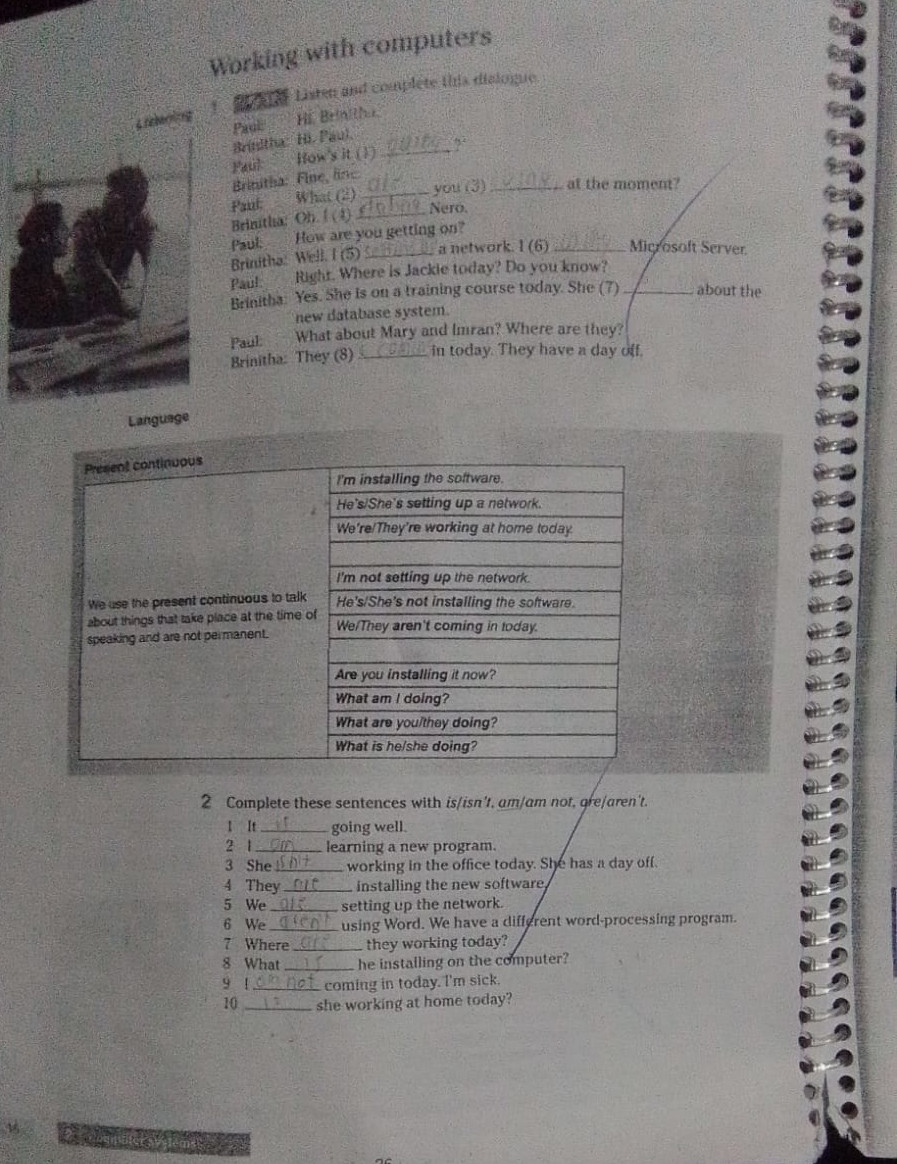 Working with computers
Listening
1 Listen and complete this dialogue.
Paul: Hi, Brinitha.
Brinitha: Hi, Paul.
Paul: How's it (1) going ?
Brinitha: Fine, fine.
Paul: What (2) are you (3) at the moment?
Brinitha: Oh. I (4) Nero.
Paul: How are you getting on?
Brinitha: Well. I (5) a network. I (6) Microsoft Server.
Paul: Right. Where is Jackie today? Do you know?
Brinitha: Yes. She is on a training course today. She (7) ________ about the
new database system.
Paul: What about Mary and Imran? Where are they?
Brinitha: They (8) in today. They have a day off.
Language
Present continuous
I'm installing the software.
He's/She's setting up a network.
We're/They're working at home today.
I'm not setting up the network.
We use the present continuous to talk
about things that take place at the time of
speaking and are not permanent.
He's/She's not installing the software.
We/They aren't coming in today.
Are you installing it now?
What am I doing?
What are you/they doing?
What is he/she doing?
2 Complete these sentences with is/isn't, am/am not, are/aren't.
1 It is going well.
2 I am learning a new program.
3 She isn't working in the office today. She has a day off.
4 They are installing the new software.
5 We are setting up the network.
6 We arent using Word. We have a different word-processing program.
7 Where are they working today?
8 What is he installing on the computer?
9 I am not coming in today. I'm sick.
10 is she working at home today?
16
computer systems
26